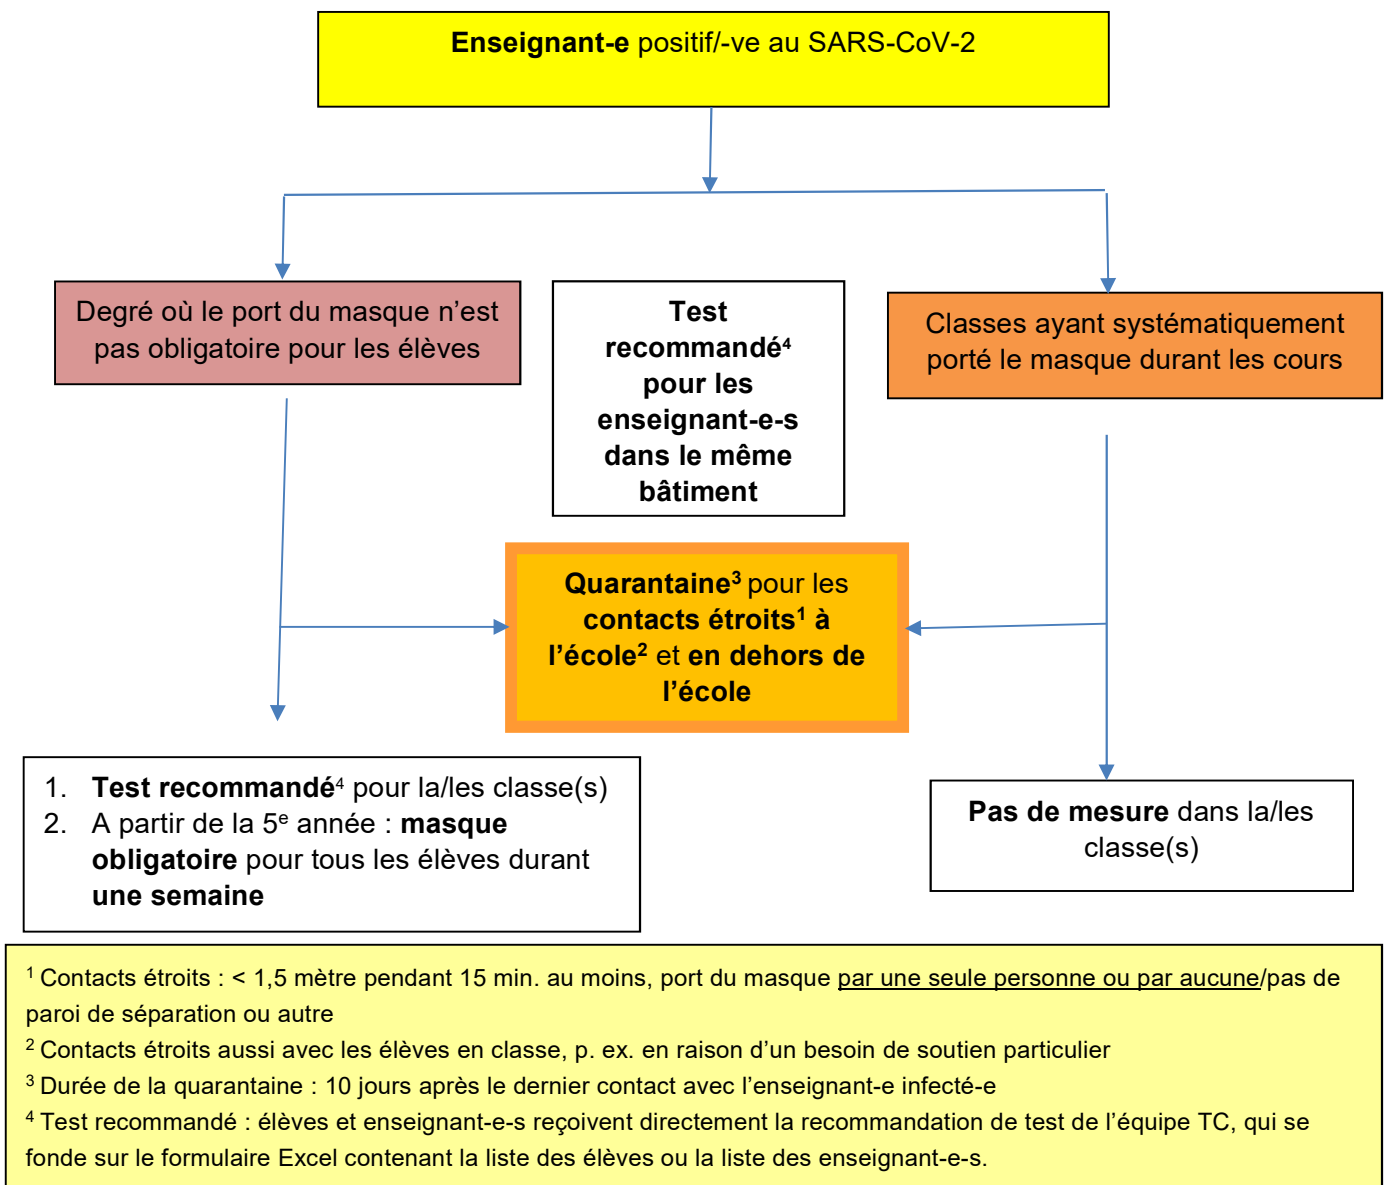 Enseignant-e positif/-ve au SARS-CoV-2
Degré où le port du masque n'est
pas obligatoire pour les élèves
Test
recommandé⁴
pour les
enseignant-e-s
dans le même
bâtiment
Classes ayant systématiquement
porté le masque durant les cours
Quarantaine³ pour les
contacts étroits¹ à
l'école² et en dehors de
l'école
1. Test recommandé⁴ pour la/les classe(s)
2. A partir de la 5ᵉ année : masque
obligatoire pour tous les élèves durant
une semaine
Pas de mesure dans la/les
classe(s)
¹ Contacts étroits : < 1,5 mètre pendant 15 min. au moins, port du masque par une seule personne ou par aucune/pas de
paroi de séparation ou autre
² Contacts étroits aussi avec les élèves en classe, p. ex. en raison d'un besoin de soutien particulier
³ Durée de la quarantaine : 10 jours après le dernier contact avec l'enseignant-e infecté-e
⁴ Test recommandé : élèves et enseignant-e-s reçoivent directement la recommandation de test de l'équipe TC, qui se
fonde sur le formulaire Excel contenant la liste des élèves ou la liste des enseignant-e-s.